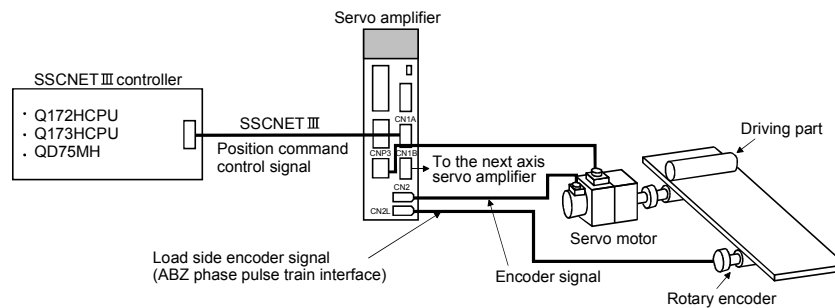 Servo amplifier
SSCNETⅢ controller
· Q172HCPU
· Q173HCPU
· QD75MH
SSCNETⅢ
Position command
control signal
CN1A
CNP3
CN1B
CN2
CN2L
To the next axis
servo amplifier
Driving part
Servo motor
Load side encoder signal
(ABZ phase pulse train interface)
Encoder signal
Rotary encoder